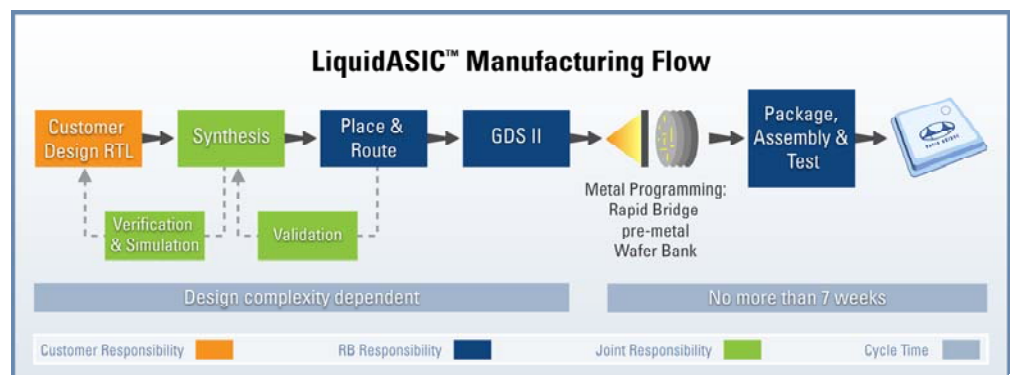 LiquidASIC™ Manufacturing Flow
Customer
Design RTL
Synthesis
Place &
Route
GDS II
Package,
Assembly &
Test
Metal Programming:
Rapid Bridge
pre-metal
Wafer Bank
Verification
& Simulation
Validation
Design complexity dependent
No more than 7 weeks
Customer Responsibility
RB Responsibility
Joint Responsibility
Cycle Time